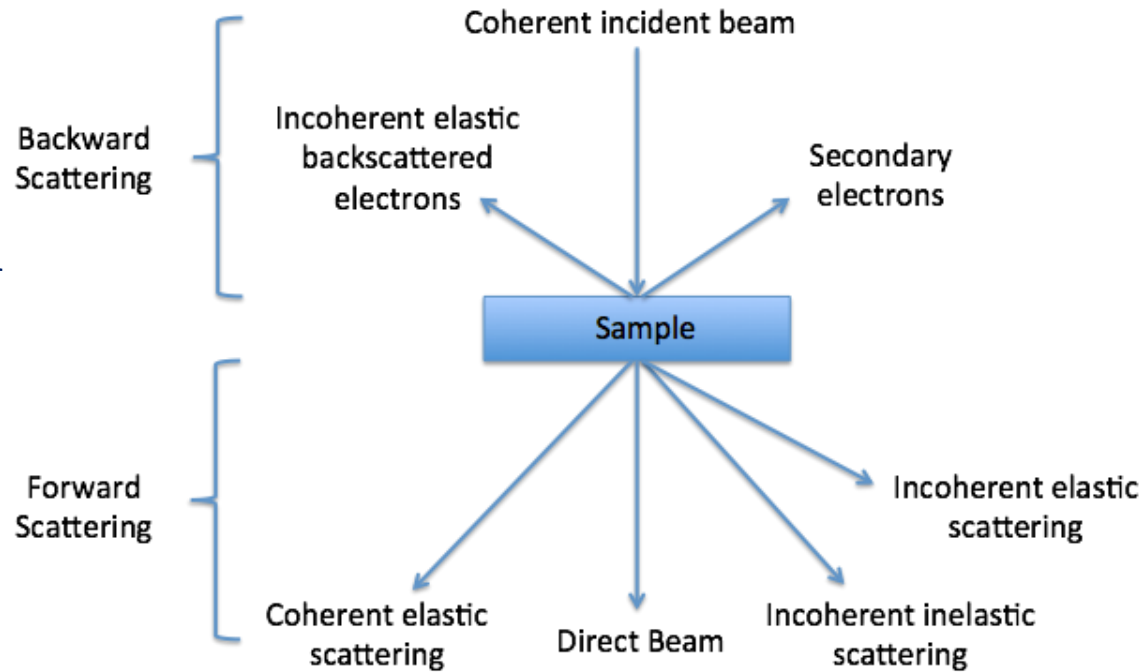 Coherent incident beam
Backward
Scattering
Incoherent elastic
backscattered
electrons
Secondary
electrons
Sample
Forward
Scattering
Incoherent elastic
scattering
Coherent elastic
scattering
Direct Beam
Incoherent inelastic
scattering